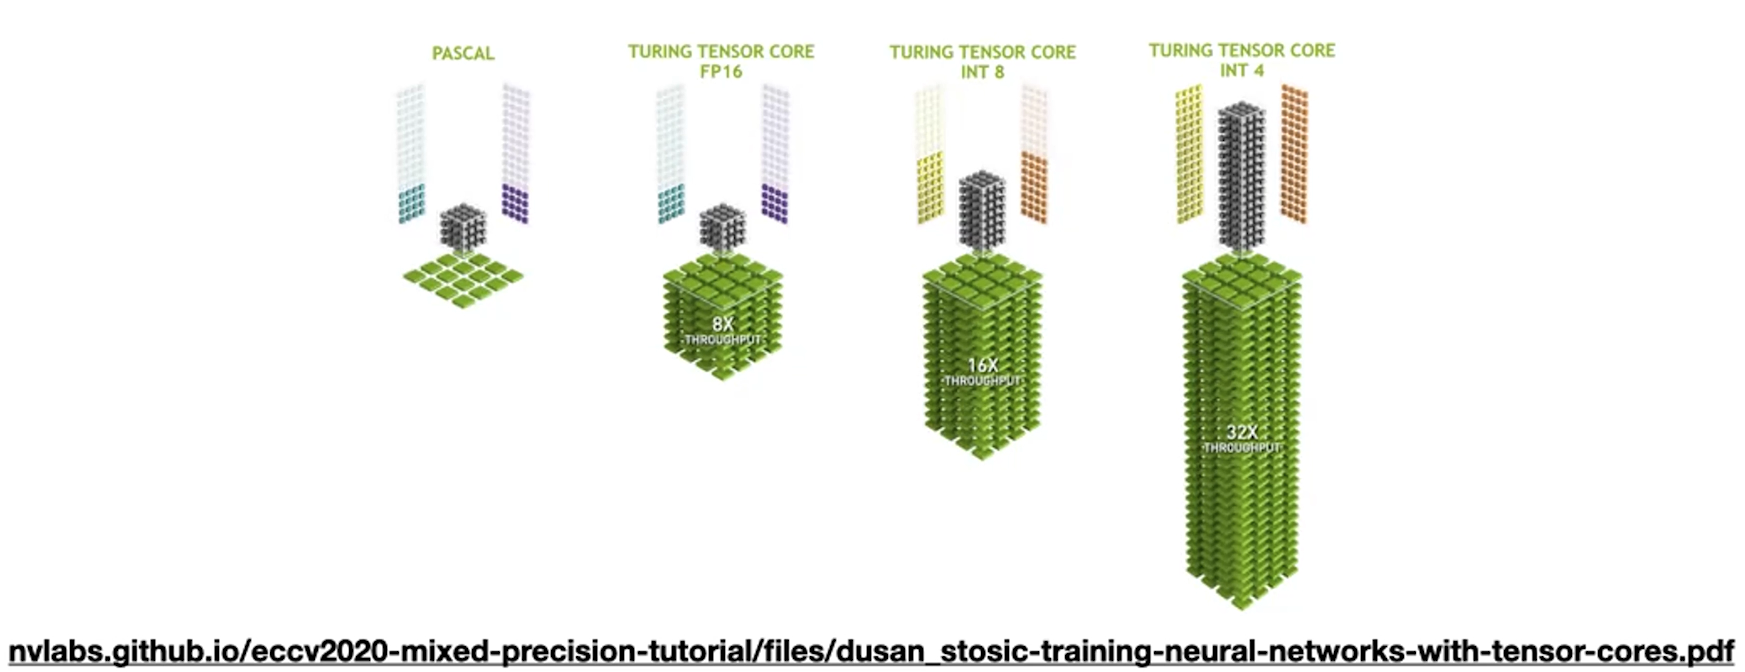 PASCAL
TURING TENSOR CORE
FP16
TURING TENSOR CORE
INT 8
TURING TENSOR CORE
INT 4
8X
THROUGHPUT
16X
THROUGHPUT
32X
THROUGHPUT
nvlabs.github.io/eccv2020-mixed-precision-tutorial/files/dusan_stosic-training-neural-networks-with-tensor-cores.pdf